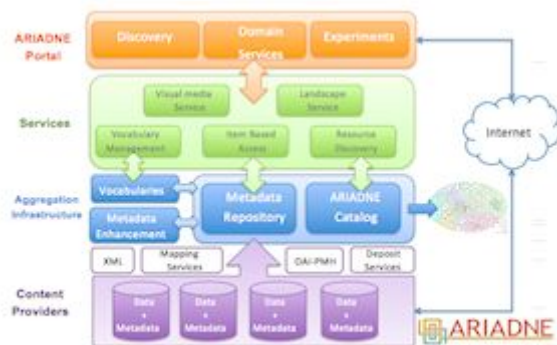 ARIADNE
Portal
Discovery
Domain
Services
Experiments
Services
Visual media
Service
Landscape
Service
Vocabulary
Management
Item Based
Access
Resource
Discovery
Internet
Aggregation
Infrastructure
Vocabularies
Metadata
Enhancement
Metadata
Repository
ARIADNE
Catalog
XML
Mapping
Services
OAI-PMH
Deposit
Services
Content
Providers
Data
+
Metadata
Data
+
Metadata
Data
+
Metadata
Data
+
Metadata
ARIADNE